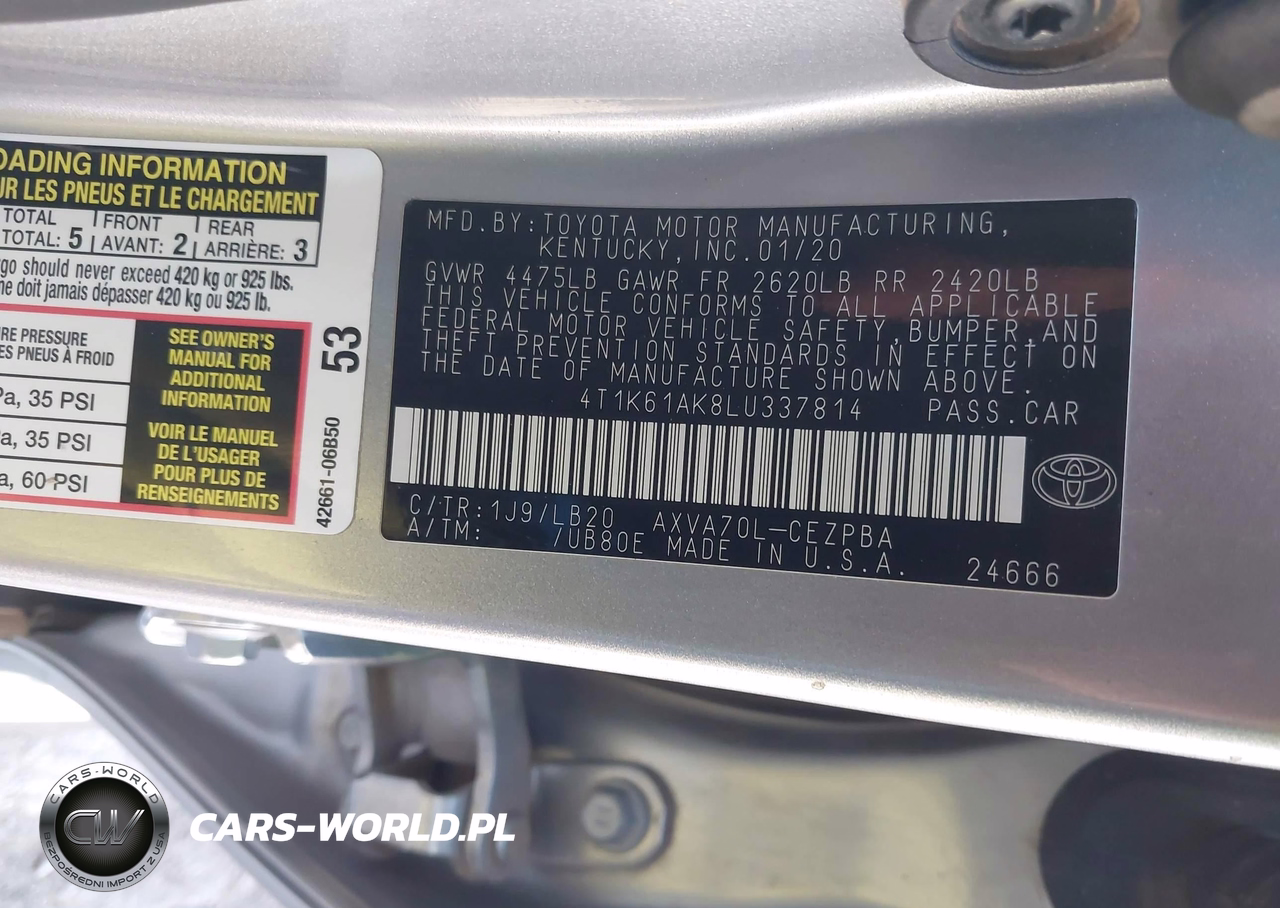 OADING INFORMATION
UR LES PNEUS ET LE CHARGEMENT
TOTAL | FRONT | REAR
TOTAL: 5 | AVANT: 2 | ARRIÈRE: 3
go should never exceed 420 kg or 925 lbs.
ne doit jamais dépasser 420 kg ou 925 lb.
RE PRESSURE
ES PNEUS À FROID
Pa, 35 PSI
a, 35 PSI
a, 60 PSI
SEE OWNER'S
MANUAL FOR
ADDITIONAL
INFORMATION
VOIR LE MANUEL
DE L'USAGER
POUR PLUS DE
RENSEIGNEMENTS
53
42661-06B50
MFD.BY:TOYOTA MOTOR MANUFACTURING,
KENTUCKY,INC.01/20
GVWR 4475LB GAWR FR 2620LB RR 2420LB
THIS VEHICLE CONFORMS TO ALL APPLICABLE
FEDERAL MOTOR VEHICLE SAFETY,BUMPER,AND
THEFT PREVENTION STANDARDS IN EFFECT ON
THE DATE OF MANUFACTURE SHOWN ABOVE.
4T1K61AK8LU337814 PASS.CAR
C/TR:1J9/LB20 AXVA70L-CEZPBA
A/TM: /UB80E MADE IN U.S.A. 24666
CARS-WORLD
CW
BEZPOŚREDNI IMPORT Z USA
CARS-WORLD.PL